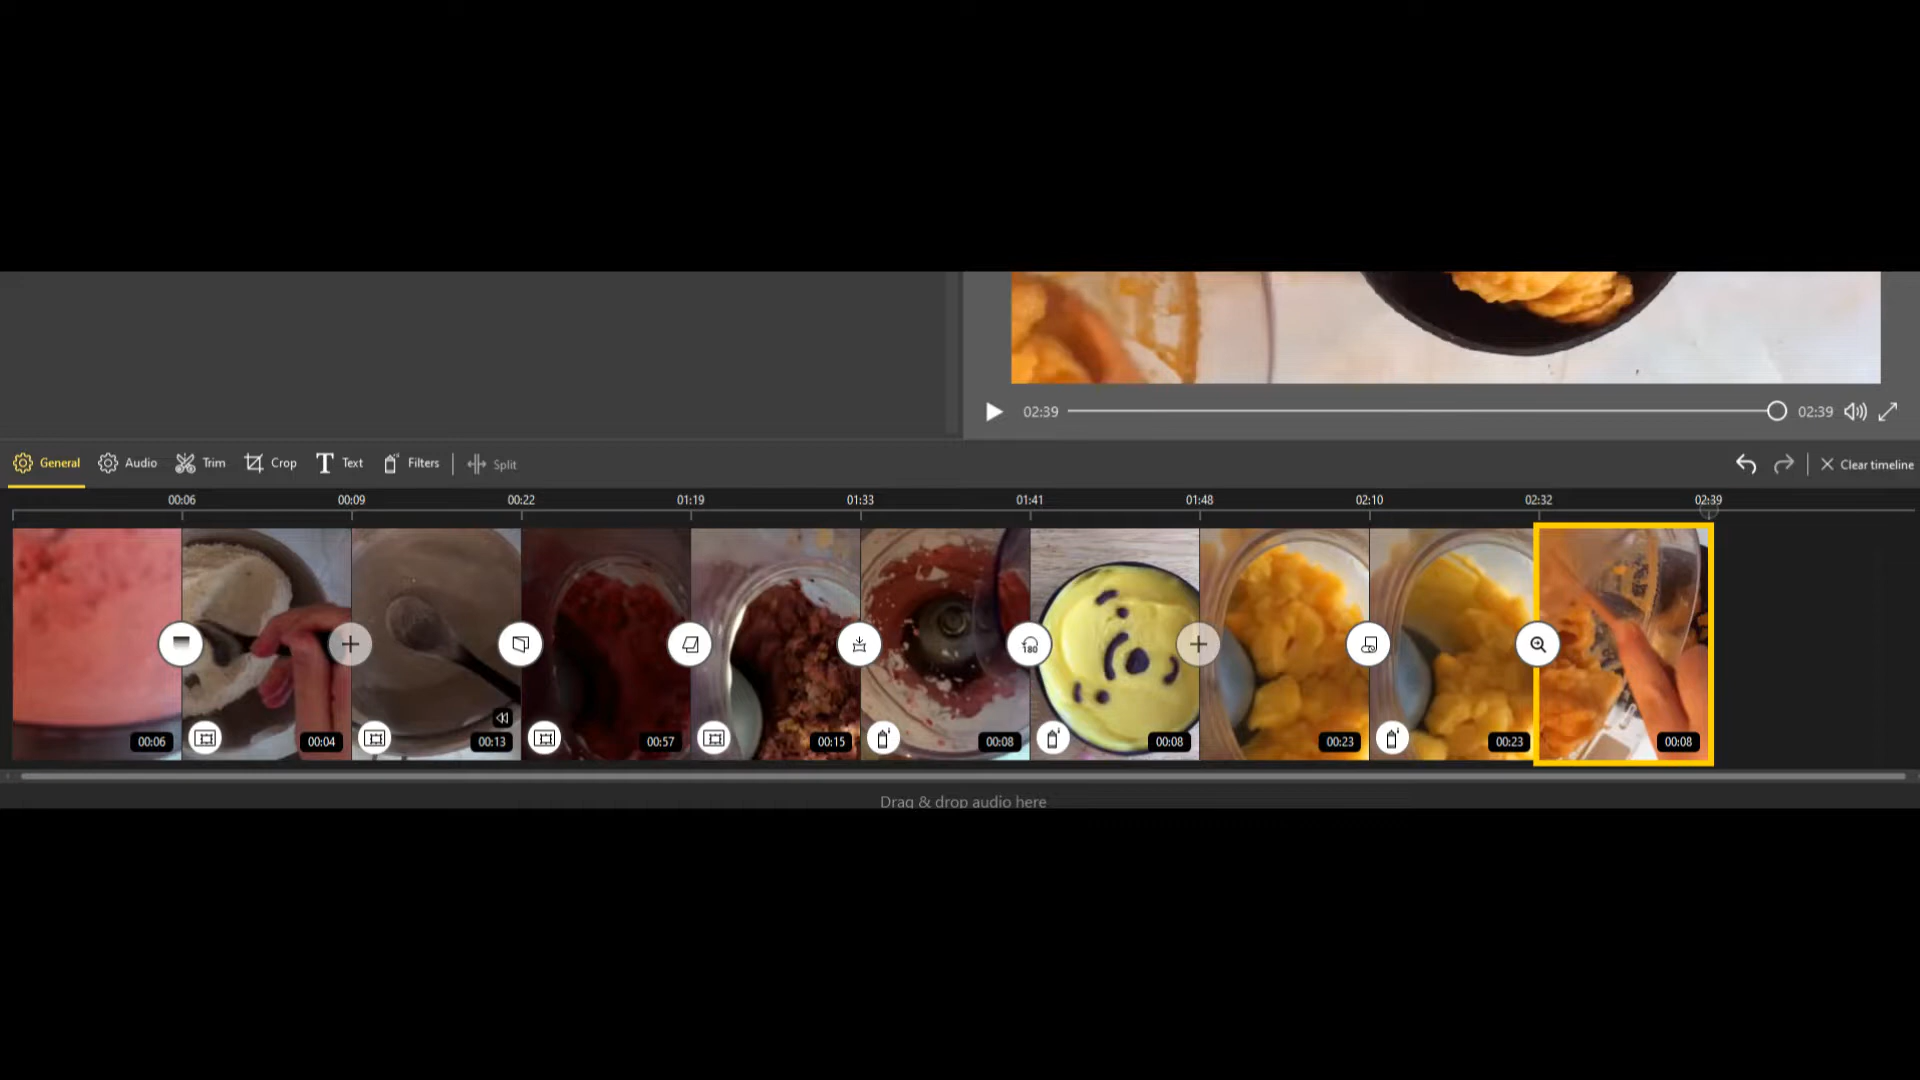 02:39 02:39
General Audio Trim Crop Text Filters Split Clear timeline
00:06 00:09 00:22 01:19 01:33 01:41 01:48 02:10 02:32 02:39
180
00:06 00:04 00:13 00:57 00:15 00:08 00:08 00:23 00:23 00:08
Drag & drop audio here